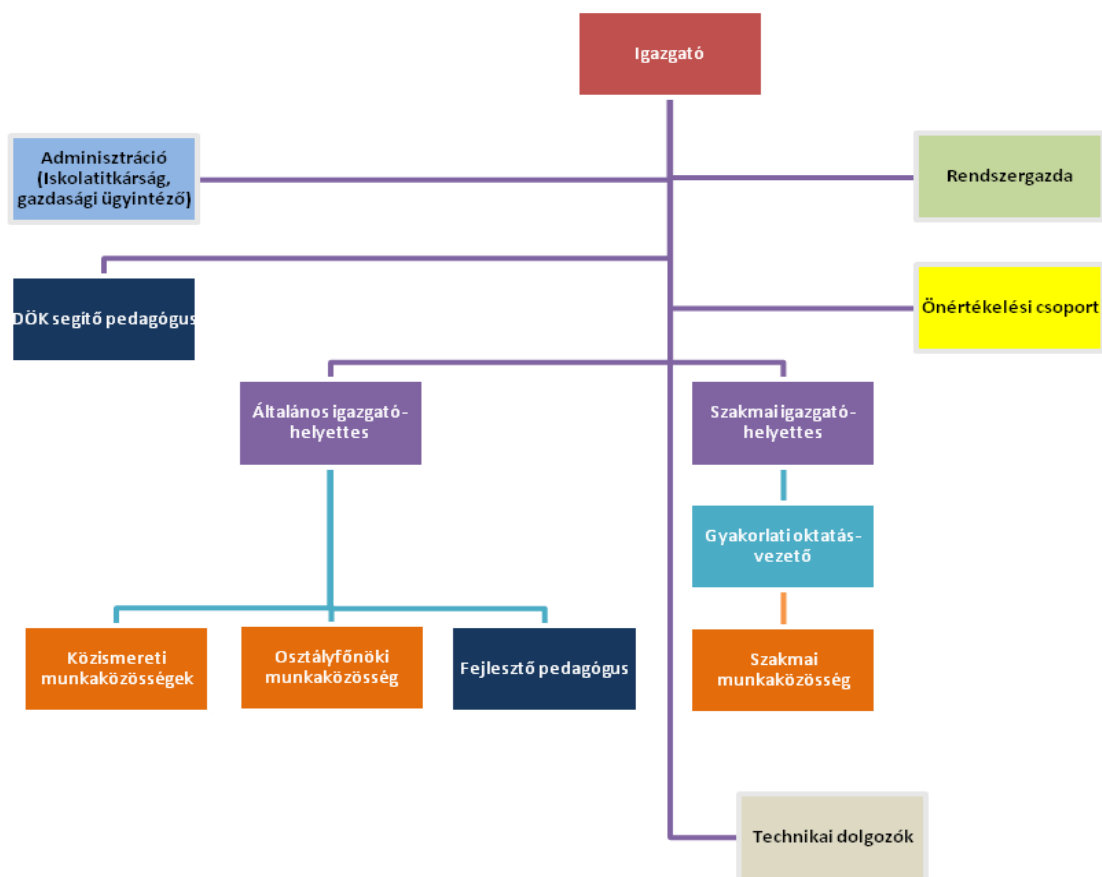 Igazgató
Adminisztráció
(Iskolatitkárság,
gazdasági ügyintéző)
Rendszergazda
DÖK segítő pedagógus
Önértékelési csoport
Általános igazgató-
helyettes
Szakmai igazgató-
helyettes
Gyakorlati oktatás-
vezető
Közismereti
munkaközösségek
Osztályfőnöki
munkaközösség
Fejlesztő pedagógus
Szakmai
munkaközösség
Technikai dolgozók